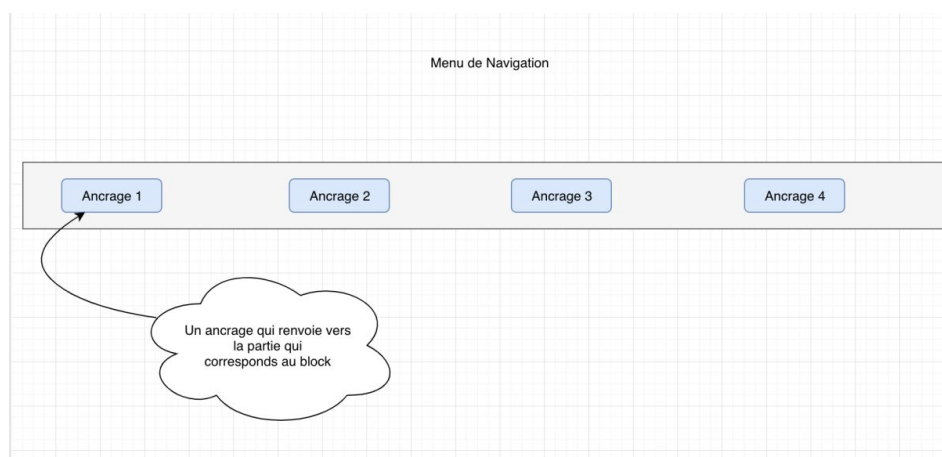 Menu de Navigation
Ancrage 1
Ancrage 2
Ancrage 3
Ancrage 4
Un ancrage qui renvoie vers
la partie qui
corresponds au block